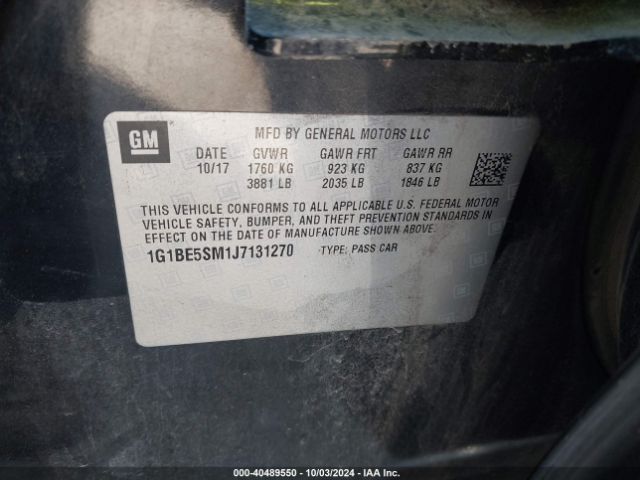 GM
MFD BY GENERAL MOTORS LLC
DATE GVWR GAWR FRT GAWR RR
10/17 1760 KG 923 KG 837 KG
3881 LB 2035 LB 1846 LB
THIS VEHICLE CONFORMS TO ALL APPLICABLE U.S. FEDERAL MOTOR
VEHICLE SAFETY, BUMPER, AND THEFT PREVENTION STANDARDS IN
EFFECT ON THE DATE OF MANUFACTURE SHOWN ABOVE.
1G1BE5SM1J7131270 TYPE: PASS CAR
000-40489550 - 10/03/2024 - IAA Inc.